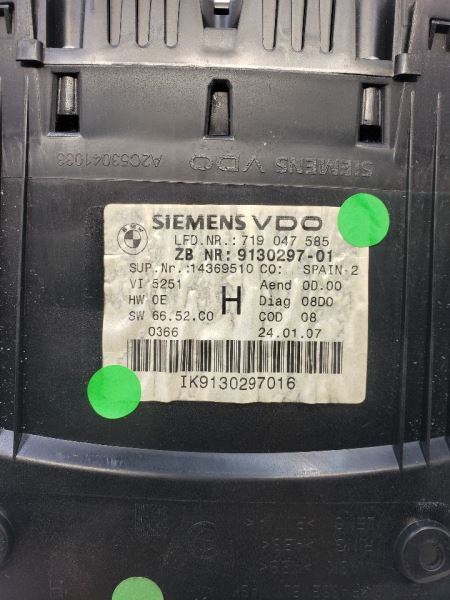 A2C53041036 SIEMENS VDO
BMW
SIEMENS VDO
LFD.NR.: 719 047 585
ZB NR: 9130297-01
SUP.Nr.:14369510 CO: SPAIN 2
VI 5251 Aend 0D.00
HW 0E H Diag 08D0
SW 66.52.C0 COD 08
0366 24.01.07
IK9130297016